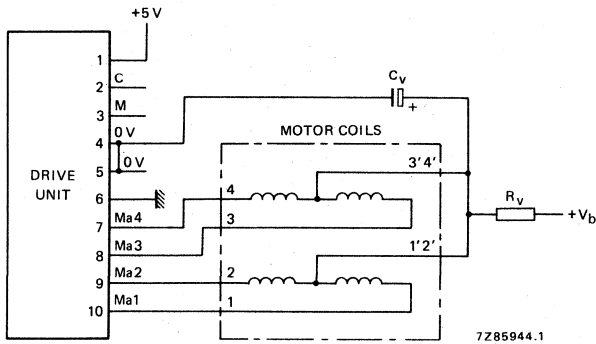 +5 V
1
2 C
3 M
4 0 V
5 0 V
6
7 Ma4
8 Ma3
9 Ma2
10 Ma1
DRIVE
UNIT
Cv
+
MOTOR COILS
3'4'
4
3
1'2'
2
1
Rv
+Vb
7Z85944.1